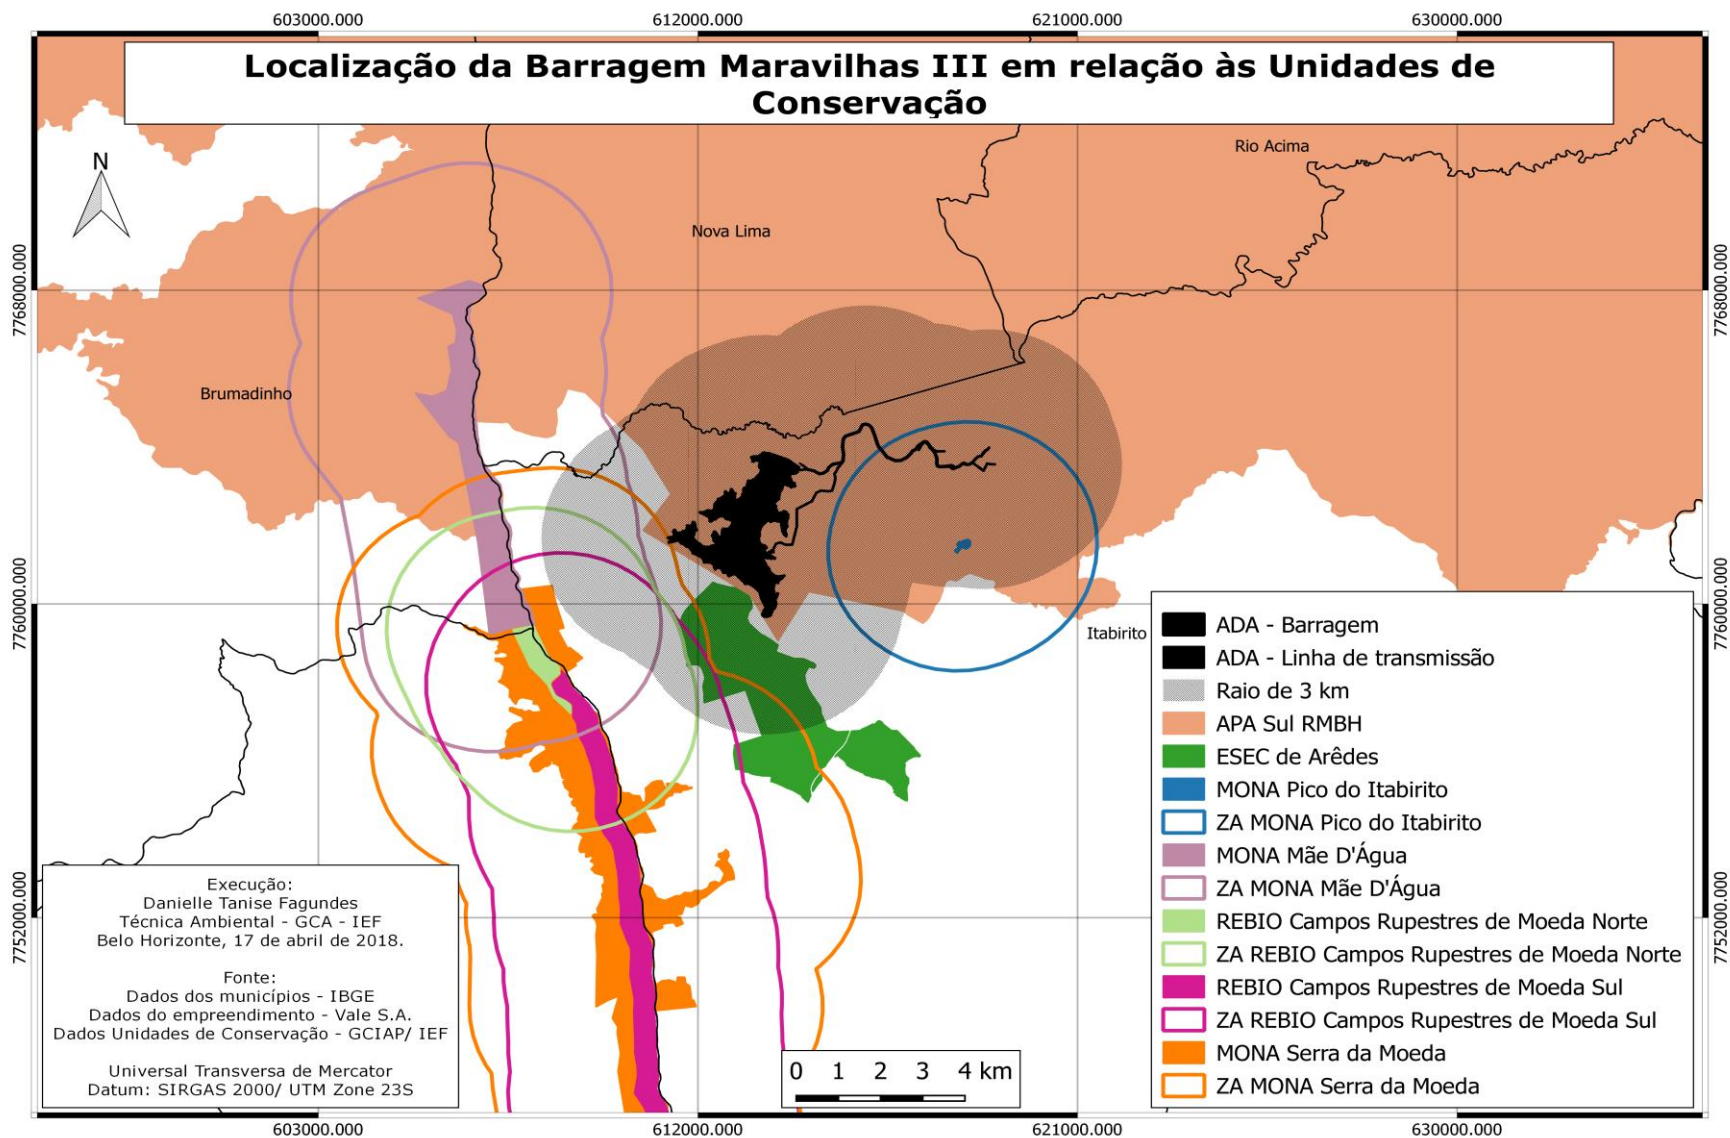 603000.000
612000.000
621000.000
630000.000
Localização da Barragem Maravilhas III em relação às Unidades de
Conservação
N
Rio Acima
Nova Lima
7768000.000
7768000.000
Brumadinho
7760000.000
7760000.000
Itabirito
ADA - Barragem
ADA - Linha de transmissão
Raio de 3 km
APA Sul RMBH
ESEC de Arêdes
MONA Pico do Itabirito
ZA MONA Pico do Itabirito
MONA Mãe D'Água
ZA MONA Mãe D'Água
REBIO Campos Rupestres de Moeda Norte
ZA REBIO Campos Rupestres de Moeda Norte
REBIO Campos Rupestres de Moeda Sul
ZA REBIO Campos Rupestres de Moeda Sul
MONA Serra da Moeda
ZA MONA Serra da Moeda
Execução:
Danielle Tanise Fagundes
Técnica Ambiental - GCA - IEF
Belo Horizonte, 17 de abril de 2018.
Fonte:
Dados dos municípios - IBGE
Dados do empreendimento - Vale S.A.
Dados Unidades de Conservação - GCIAP/ IEF
Universal Transversa de Mercator
Datum: SIRGAS 2000/ UTM Zone 23S
7752000.000
7752000.000
0 1 2 3 4 km
603000.000
612000.000
621000.000
630000.000